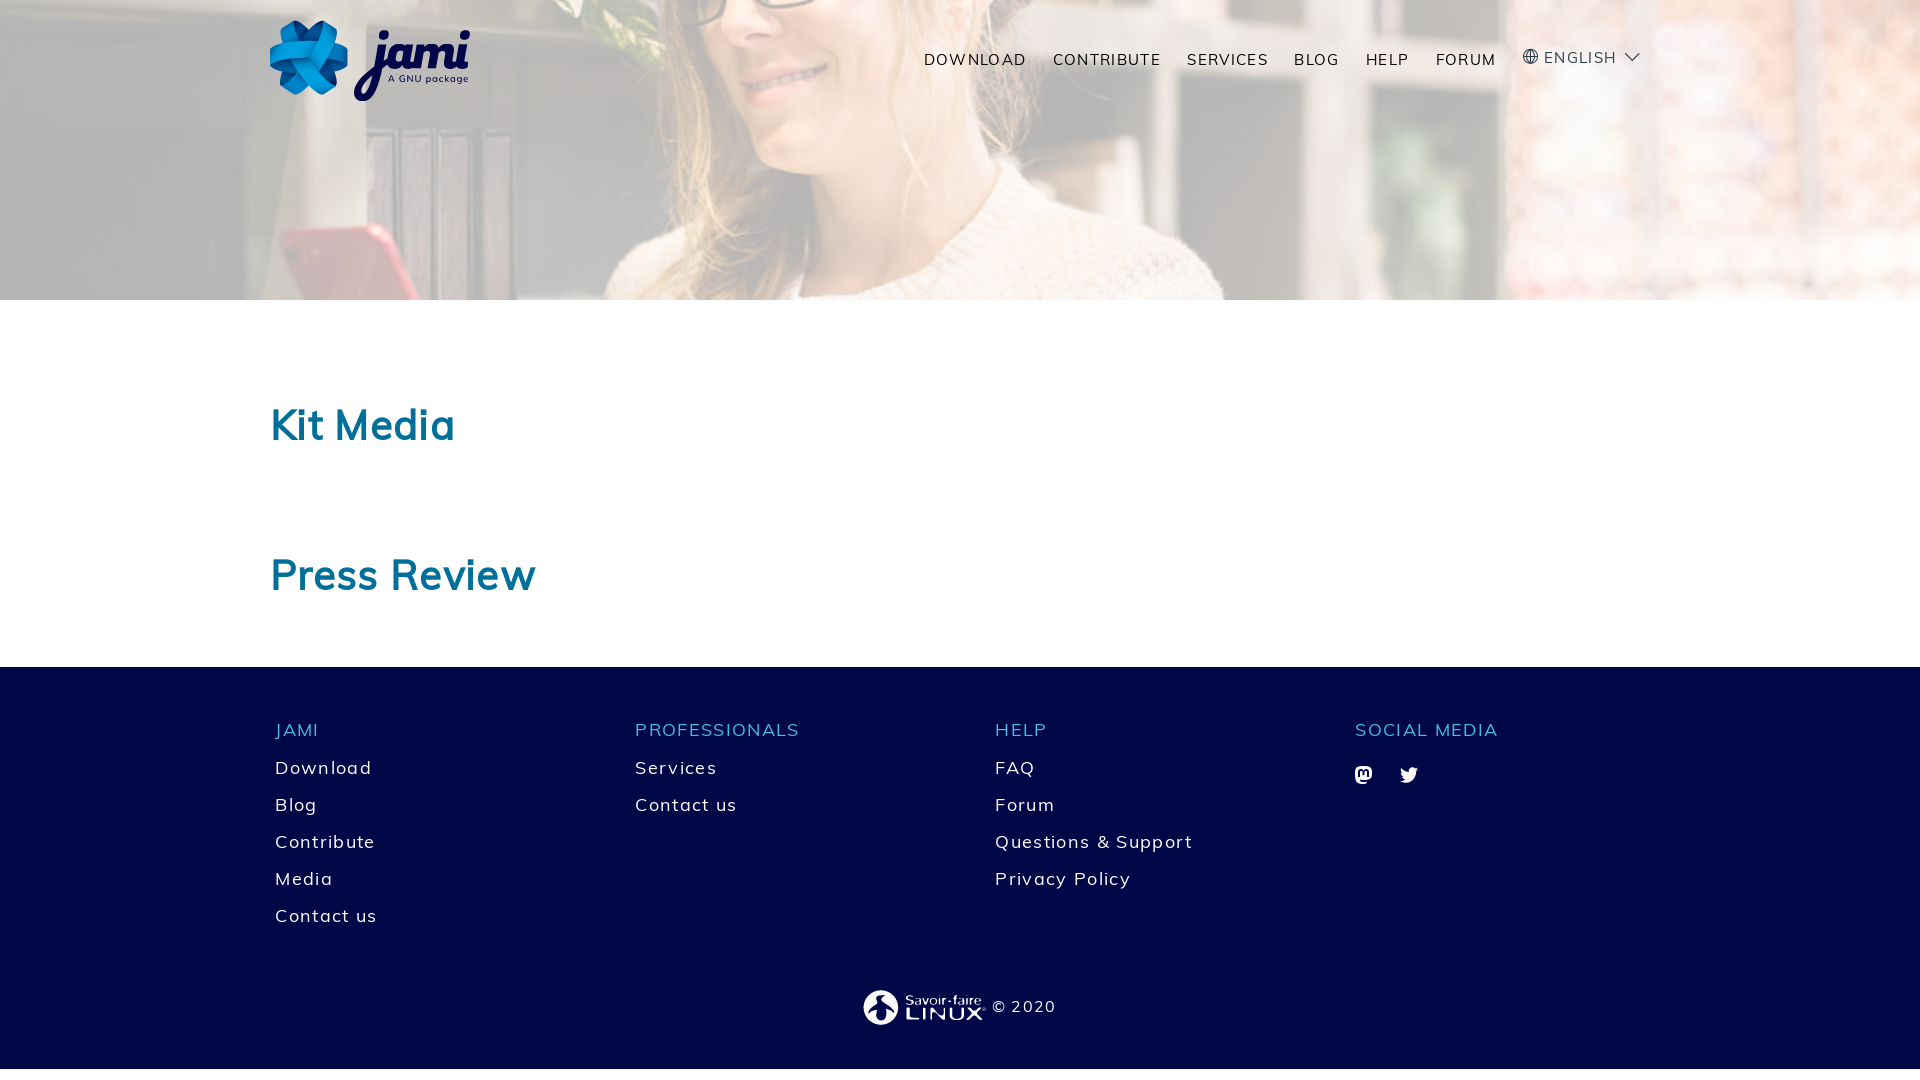 jami
A GNU package
DOWNLOAD CONTRIBUTE SERVICES BLOG HELP FORUM ENGLISH
Kit Media
Press Review
JAMI
Download
Blog
Contribute
Media
Contact us
PROFESSIONALS
Services
Contact us
HELP
FAQ
Forum
Questions & Support
Privacy Policy
SOCIAL MEDIA
Savoir-faire
LINUX® © 2020